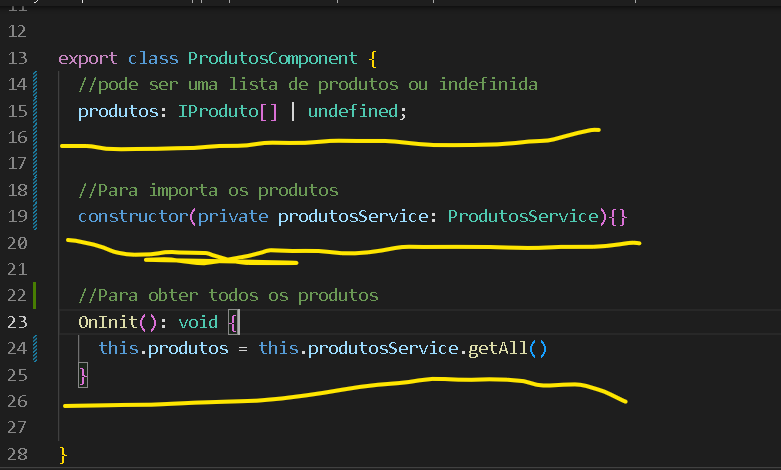 11
12
13 export class ProdutosComponent {
14 //pode ser uma lista de produtos ou indefinida
15 produtos: IProduto[] | undefined;
16
17
18 //Para importa os produtos
19 constructor(private produtosService: ProdutosService){}
20
21
22 //Para obter todos os produtos
23 OnInit(): void {
24 this.produtos = this.produtosService.getAll()
25 }
26
27
28 }